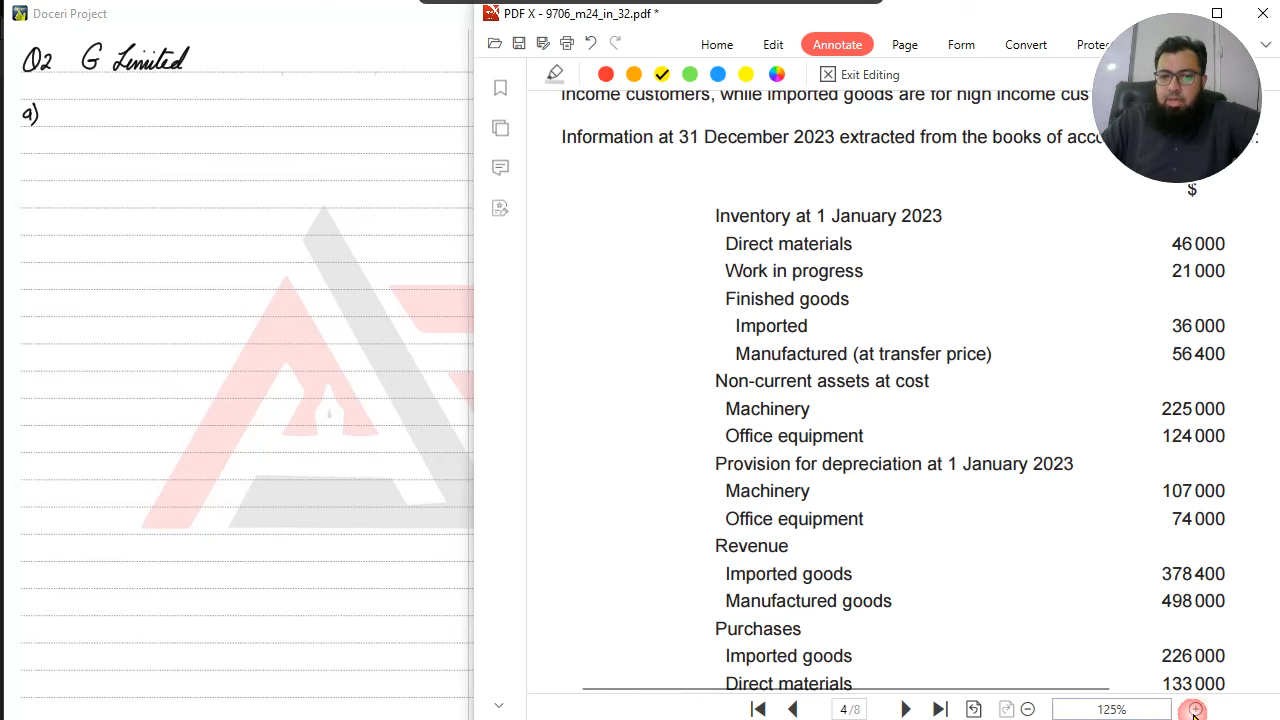 Doceri Project
PDF X - 9706_m24_in_32.pdf *
Home Edit Annotate Page Form Convert Protec
Exit Editing
Q2 G Limited
a)
income customers, while imported goods are for high income cus
Information at 31 December 2023 extracted from the books of acco
$
Inventory at 1 January 2023
Direct materials 46 000
Work in progress 21 000
Finished goods
Imported 36 000
Manufactured (at transfer price) 56 400
Non-current assets at cost
Machinery 225 000
Office equipment 124 000
Provision for depreciation at 1 January 2023
Machinery 107 000
Office equipment 74 000
Revenue
Imported goods 378 400
Manufactured goods 498 000
Purchases
Imported goods 226 000
Direct materials 133 000
4/8
125%